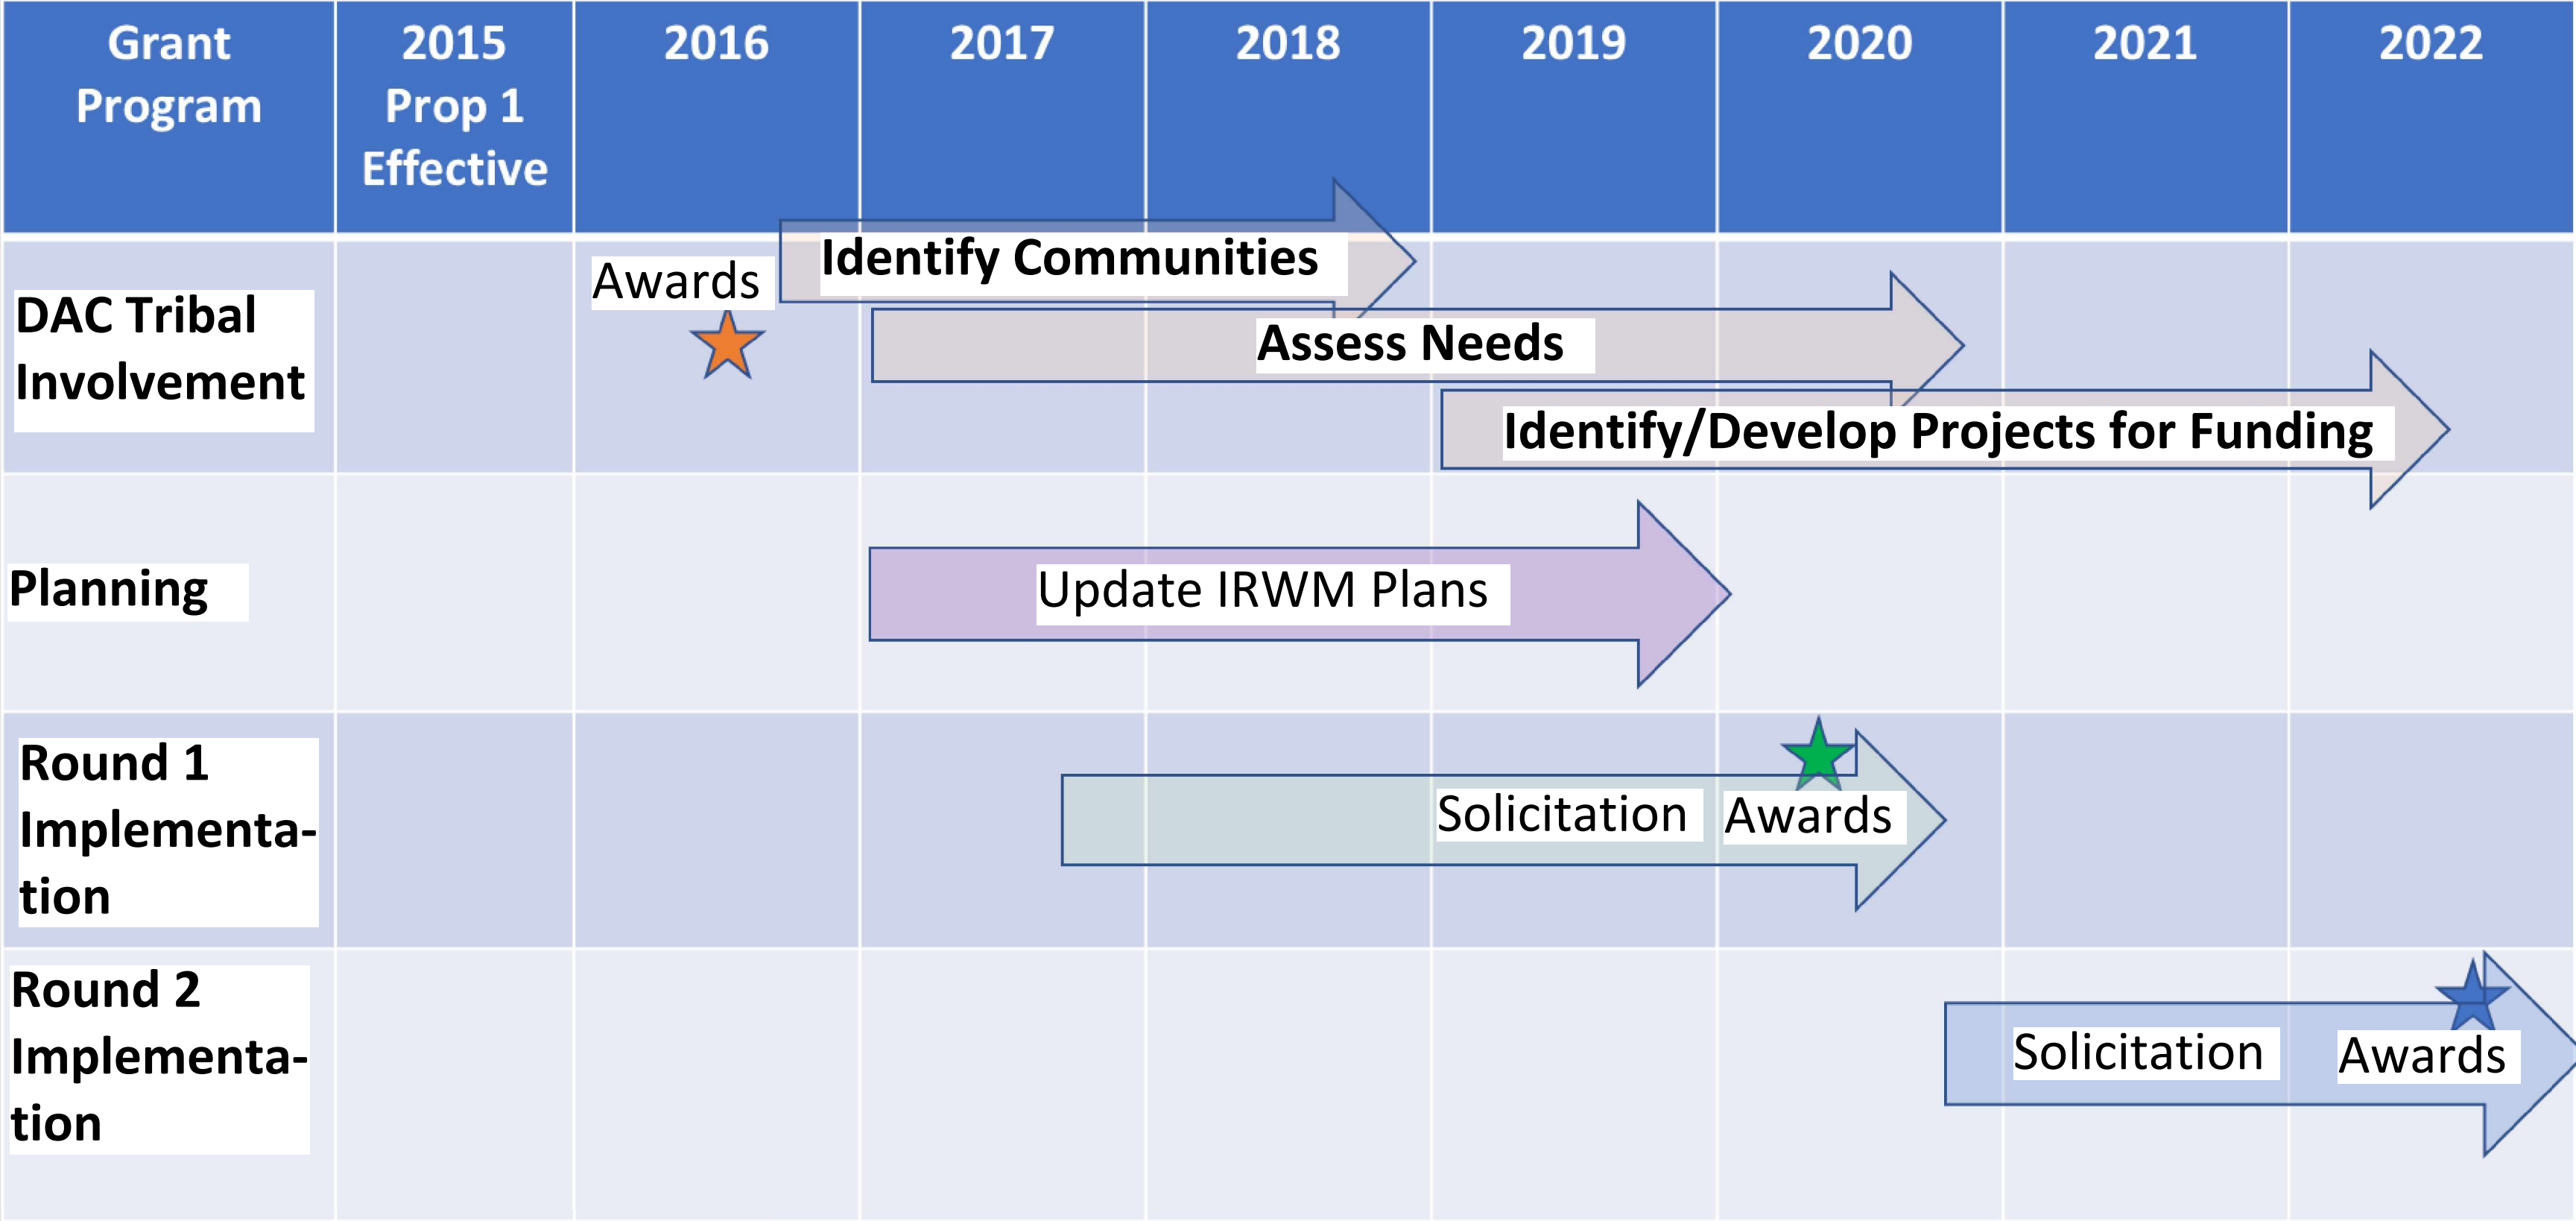 Grant
Program
2015
Prop 1
Effective
2016
2017
2018
2019
2020
2021
2022
DAC Tribal
Involvement
Awards
Identify Communities
Assess Needs
Identify/Develop Projects for Funding
Planning
Update IRWM Plans
Round 1
Implementa-
tion
Solicitation
Awards
Round 2
Implementa-
tion
Solicitation
Awards